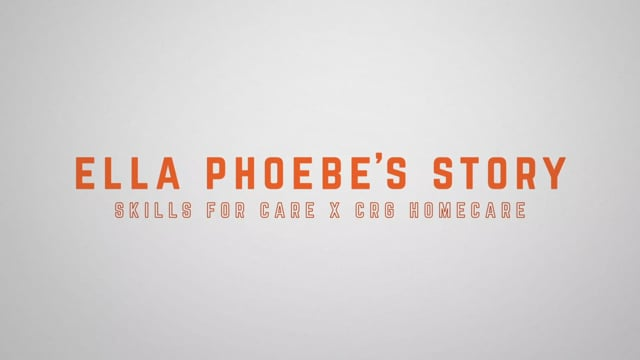 ELLA PHOEBE'S STORY
SKILLS FOR CARE X CRG HOMECARE